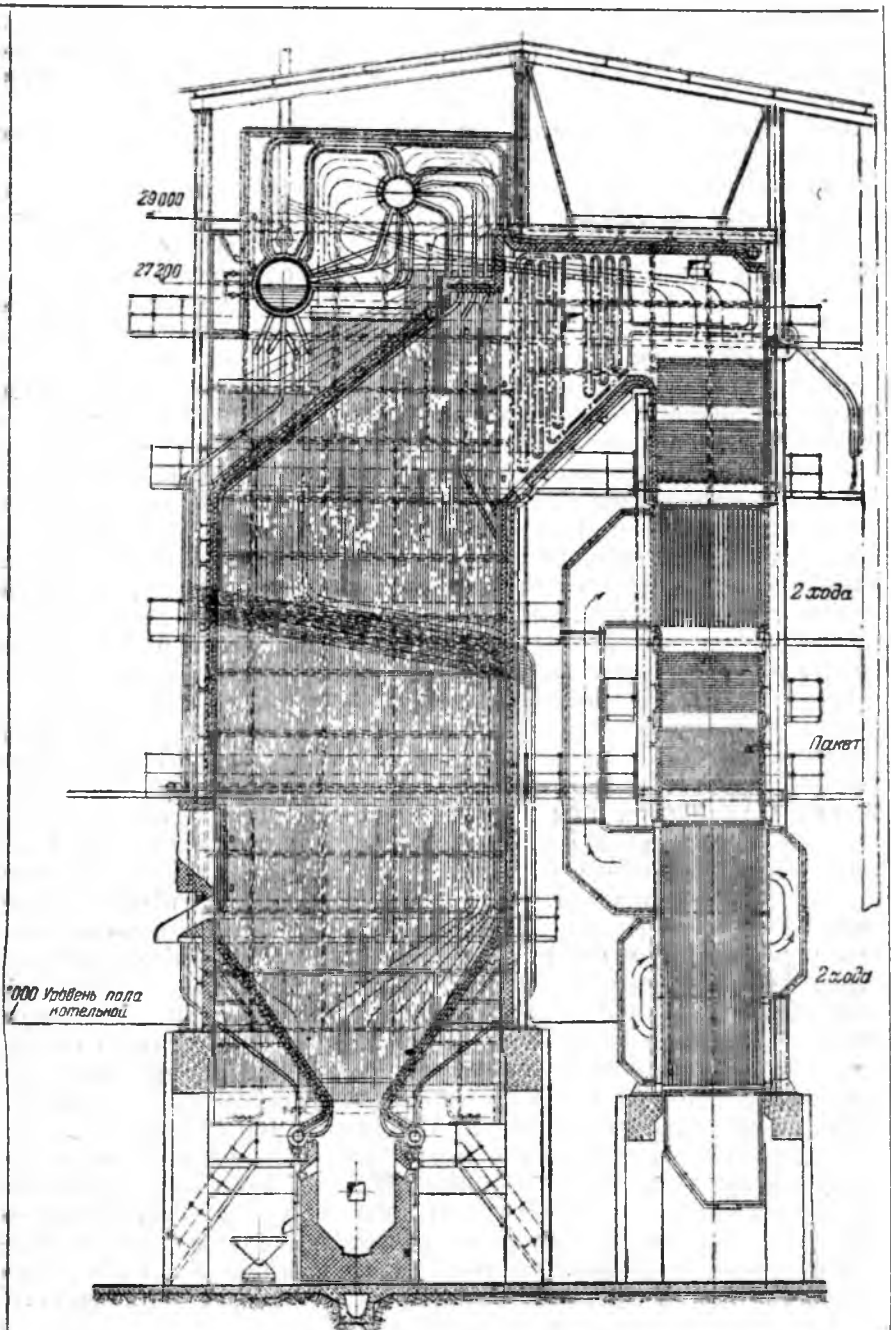 29000
27200
2 хода
Пакет
2 хода
°000 Уровень пола
котельной